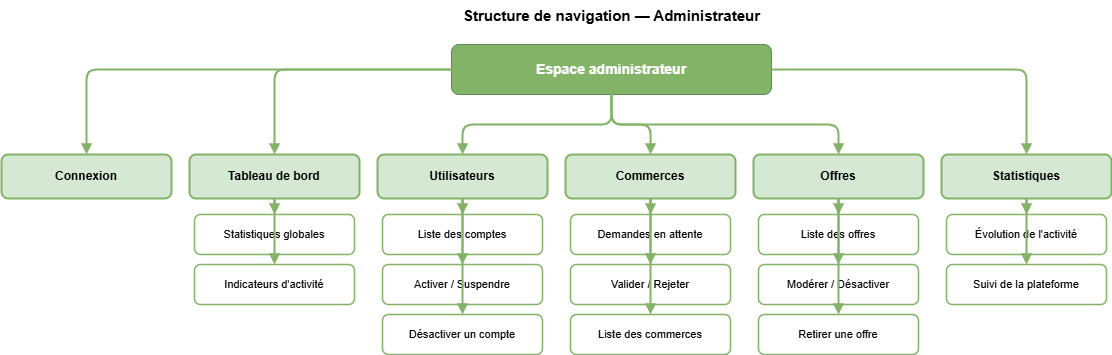 Structure de navigation — Administrateur
Espace administrateur
Connexion
Tableau de bord
Utilisateurs
Commerces
Offres
Statistiques
Statistiques globales
Liste des comptes
Demandes en attente
Liste des offres
Évolution de l'activité
Indicateurs d'activité
Activer / Suspendre
Valider / Rejeter
Modérer / Désactiver
Suivi de la plateforme
Désactiver un compte
Liste des commerces
Retirer une offre